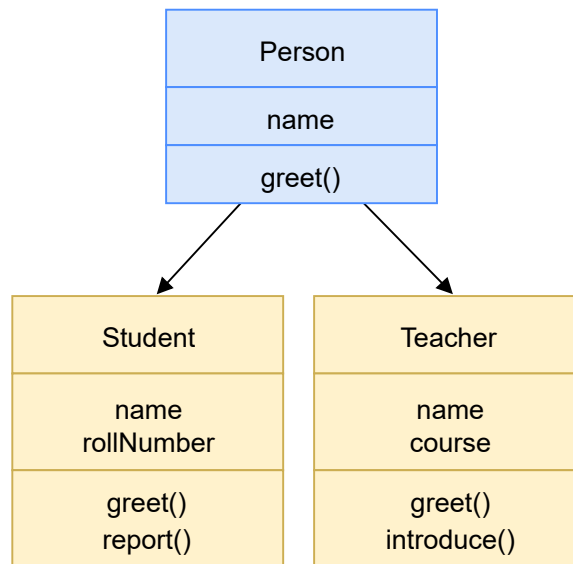 Person
name
greet()
Student
name
rollNumber
greet()
report()
Teacher
name
course
greet()
introduce()